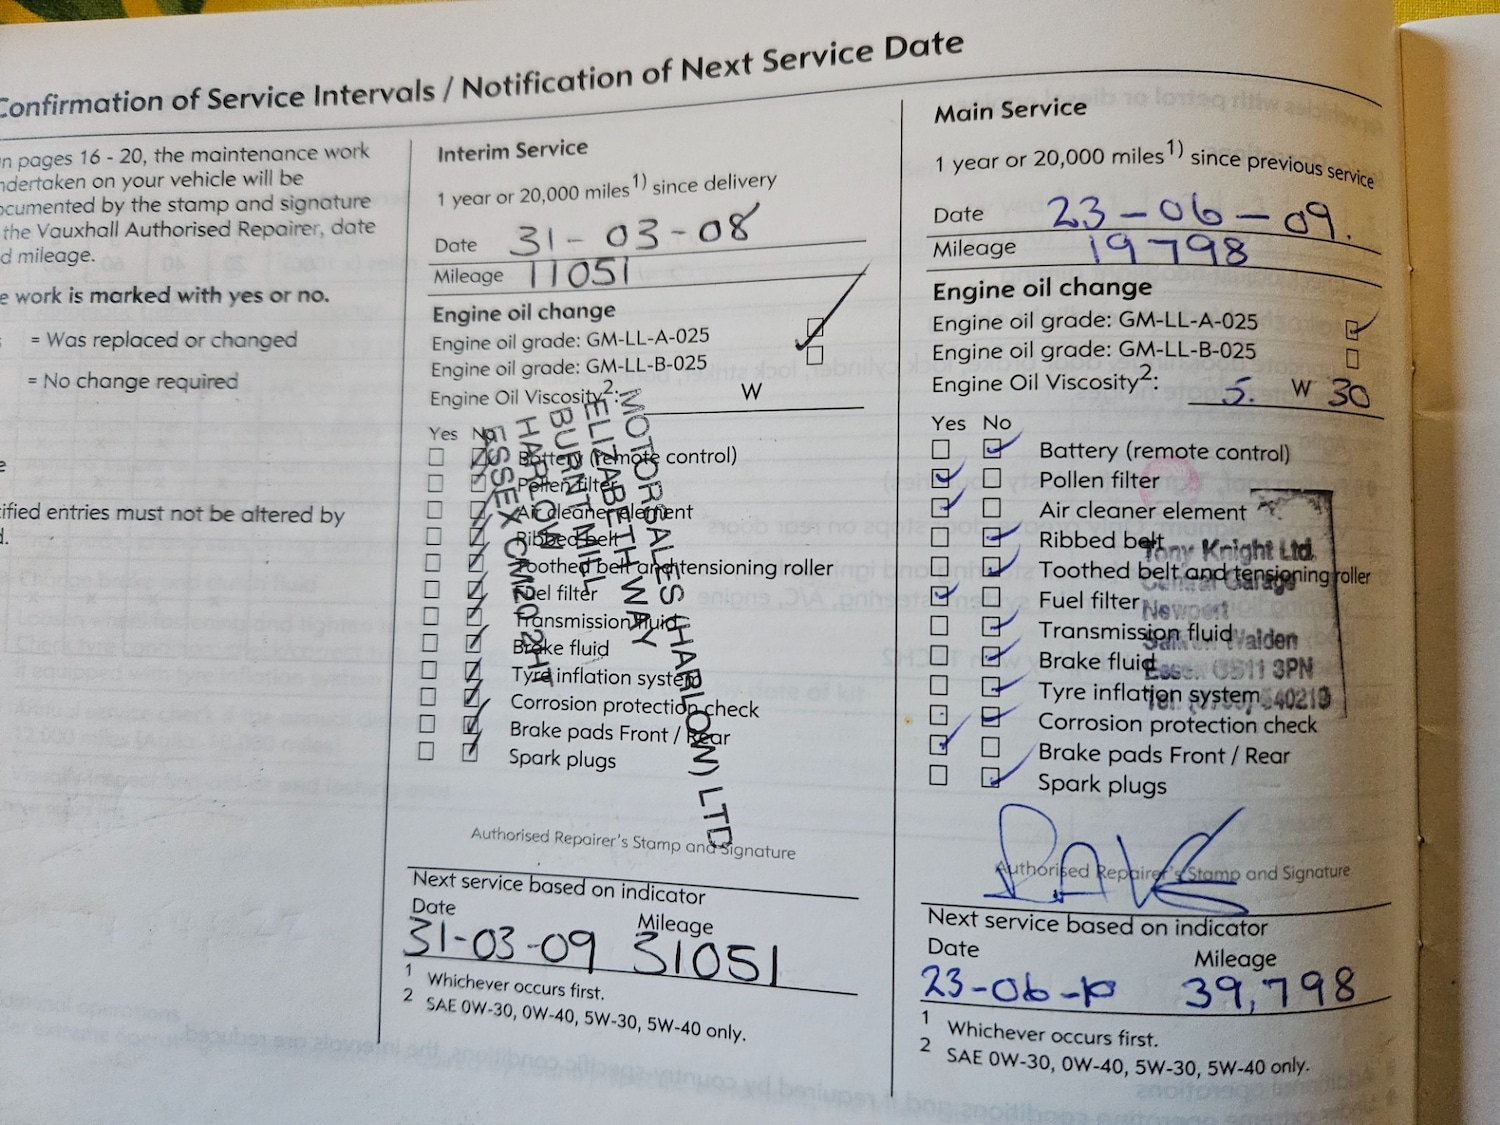 Confirmation of Service Intervals / Notification of Next Service Date
n pages 16 - 20, the maintenance work
ndertaken on your vehicle will be
ocumented by the stamp and signature
the Vauxhall Authorised Repairer, date
d mileage.
e work is marked with yes or no.
= Was replaced or changed
= No change required
ified entries must not be altered by
Interim Service
1 year or 20,000 miles1) since delivery
Date 31-03-08
Mileage 11051
Engine oil change
Engine oil grade: GM-LL-A-025
Engine oil grade: GM-LL-B-025
Engine Oil Viscosity2: W
Yes No
Battery (remote control)
Pollen filter
Air cleaner element
Ribbed belt
Toothed belt and tensioning roller
Fuel filter
Transmission fluid
Brake fluid
Tyre inflation system
Corrosion protection check
Brake pads Front / Rear
Spark plugs
MOTORSALES (HARLOW) LTD
ELIZABETH WAY
BURNT MILL
HARLOW
ESSEX CM20 2HT
Authorised Repairer's Stamp and Signature
Next service based on indicator
Date Mileage
31-03-09 31051
1 Whichever occurs first.
2 SAE 0W-30, 0W-40, 5W-30, 5W-40 only.
Main Service
1 year or 20,000 miles1) since previous service
Date 23-06-09.
Mileage 19798
Engine oil change
Engine oil grade: GM-LL-A-025
Engine oil grade: GM-LL-B-025
Engine Oil Viscosity2: 5. W 30
Yes No
Battery (remote control)
Pollen filter
Air cleaner element
Ribbed belt
Toothed belt and tensioning roller
Fuel filter
Transmission fluid
Brake fluid
Tyre inflation system
Corrosion protection check
Brake pads Front / Rear
Spark plugs
Tony Knight Ltd.
Central Garage
Newport
Saffron Walden
Essex CB11 3PN
Tel: 540219
Authorised Repairer's Stamp and Signature
Next service based on indicator
Date Mileage
23-06-10 39,798
1 Whichever occurs first.
2 SAE 0W-30, 0W-40, 5W-30, 5W-40 only.